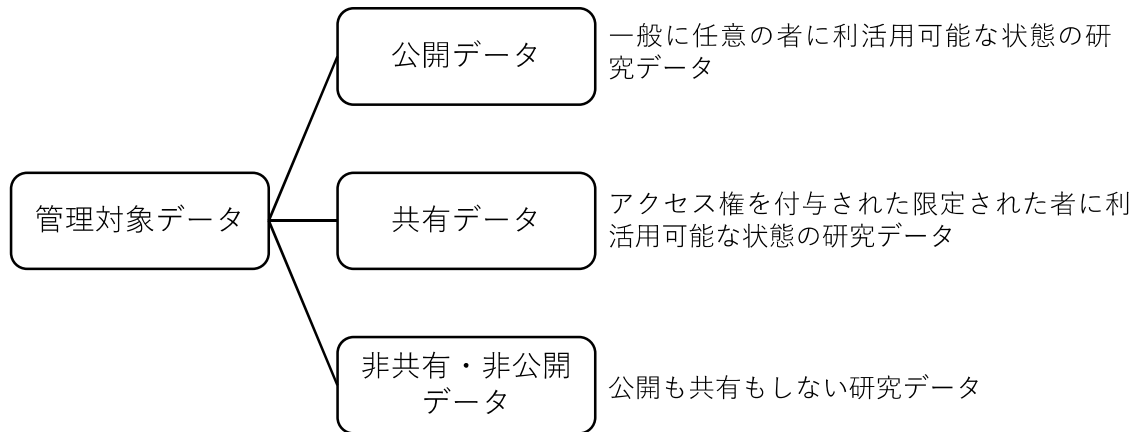 公開データ
一般に任意の者に利活用可能な状態の研
究データ
管理対象データ
共有データ
アクセス権を付与された限定された者に利
活用可能な状態の研究データ
非共有・非公開
データ
公開も共有もしない研究データ